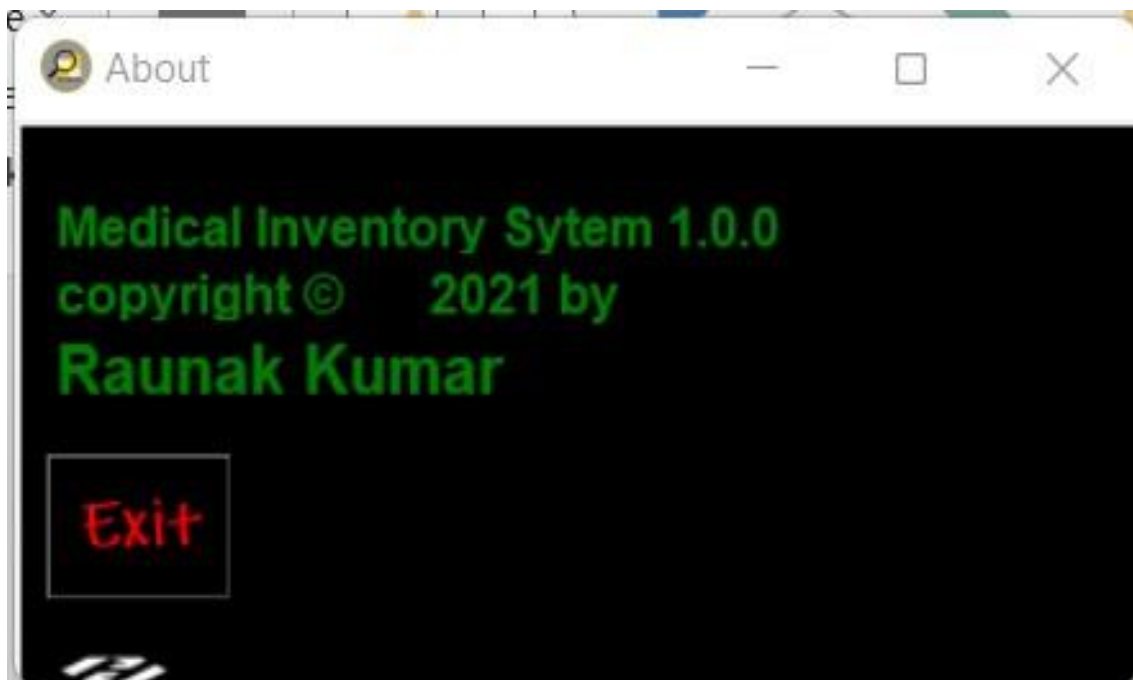 About
Medical Inventory Sytem 1.0.0
copyright © 2021 by
Raunak Kumar
Exit